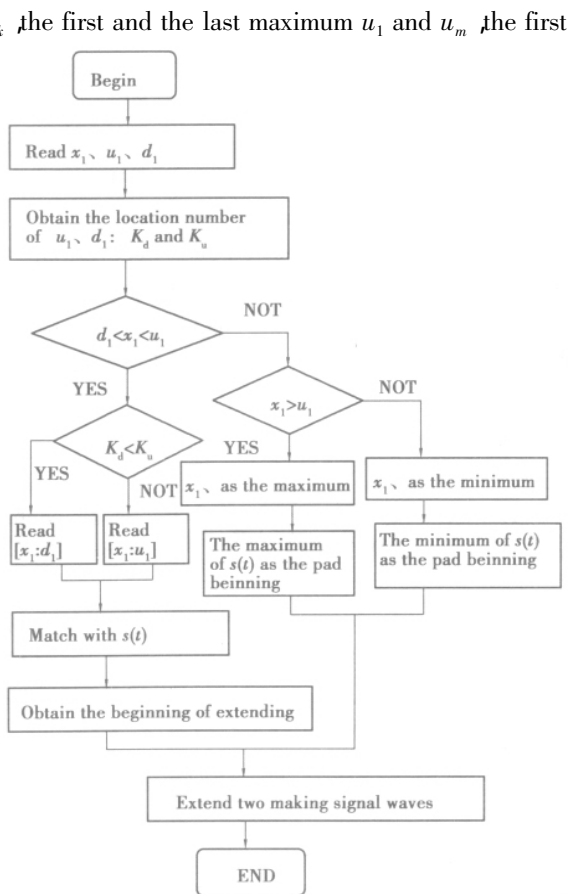 k ,the first and the last maximum u₁ and uₘ ,the first
Begin
Read x₁、u₁、d₁
Obtain the location number
of u₁、d₁: K_d and K_u
d₁<x₁<u₁
NOT
YES
x₁>u₁
NOT
K_d<K_u
YES
NOT
YES
x₁、as the maximum
x₁、as the minimum
Read
[x₁:d₁]
Read
[x₁:u₁]
The maximum
of s(t) as the pad
beinning
The minimum of s(t)
as the pad beinning
Match with s(t)
Obtain the beginning of extending
Extend two making signal waves
END